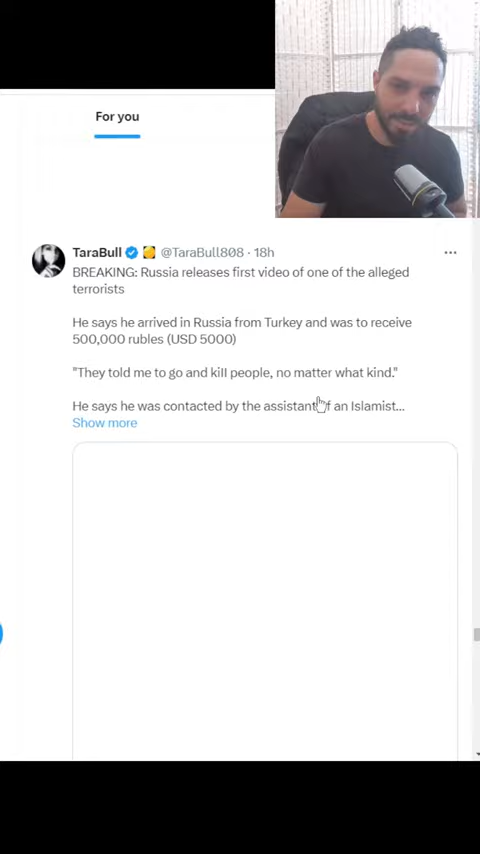 For you
TaraBull @TaraBull808 · 18h
BREAKING: Russia releases first video of one of the alleged
terrorists
He says he arrived in Russia from Turkey and was to receive
500,000 rubles (USD 5000)
"They told me to go and kill people, no matter what kind."
He says he was contacted by the assistant of an Islamist...
Show more